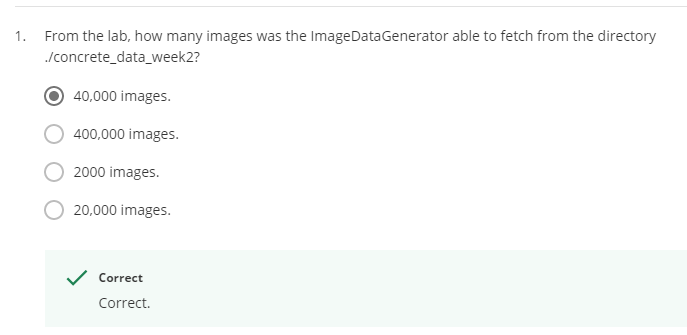 1. From the lab, how many images was the ImageDataGenerator able to fetch from the directory
./concrete_data_week2?
40,000 images.
400,000 images.
2000 images.
20,000 images.
Correct
Correct.